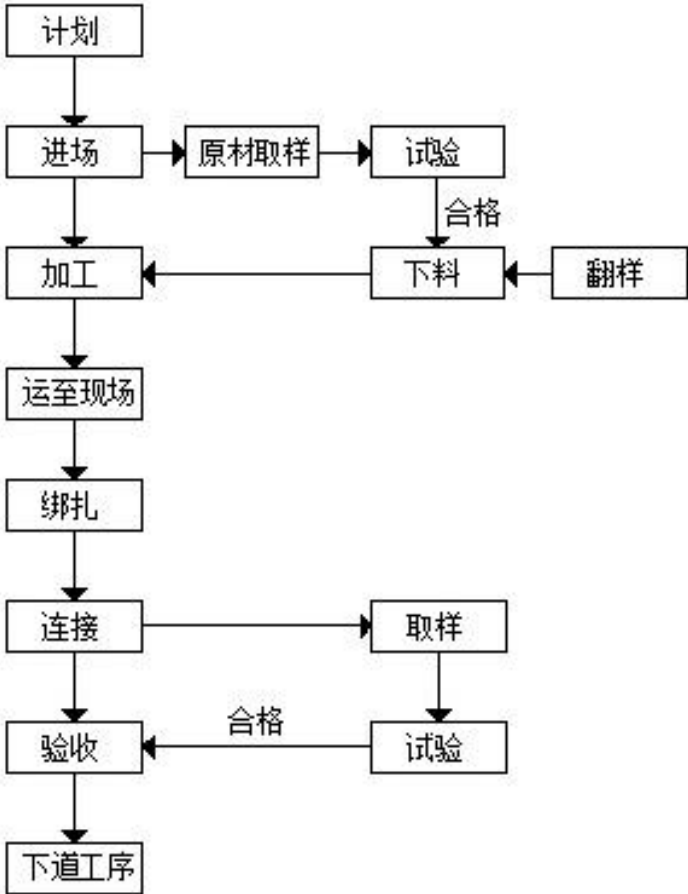 计划
进场
原材取样
试验
合格
加工
下料
翻样
运至现场
绑扎
连接
取样
合格
验收
试验
下道工序